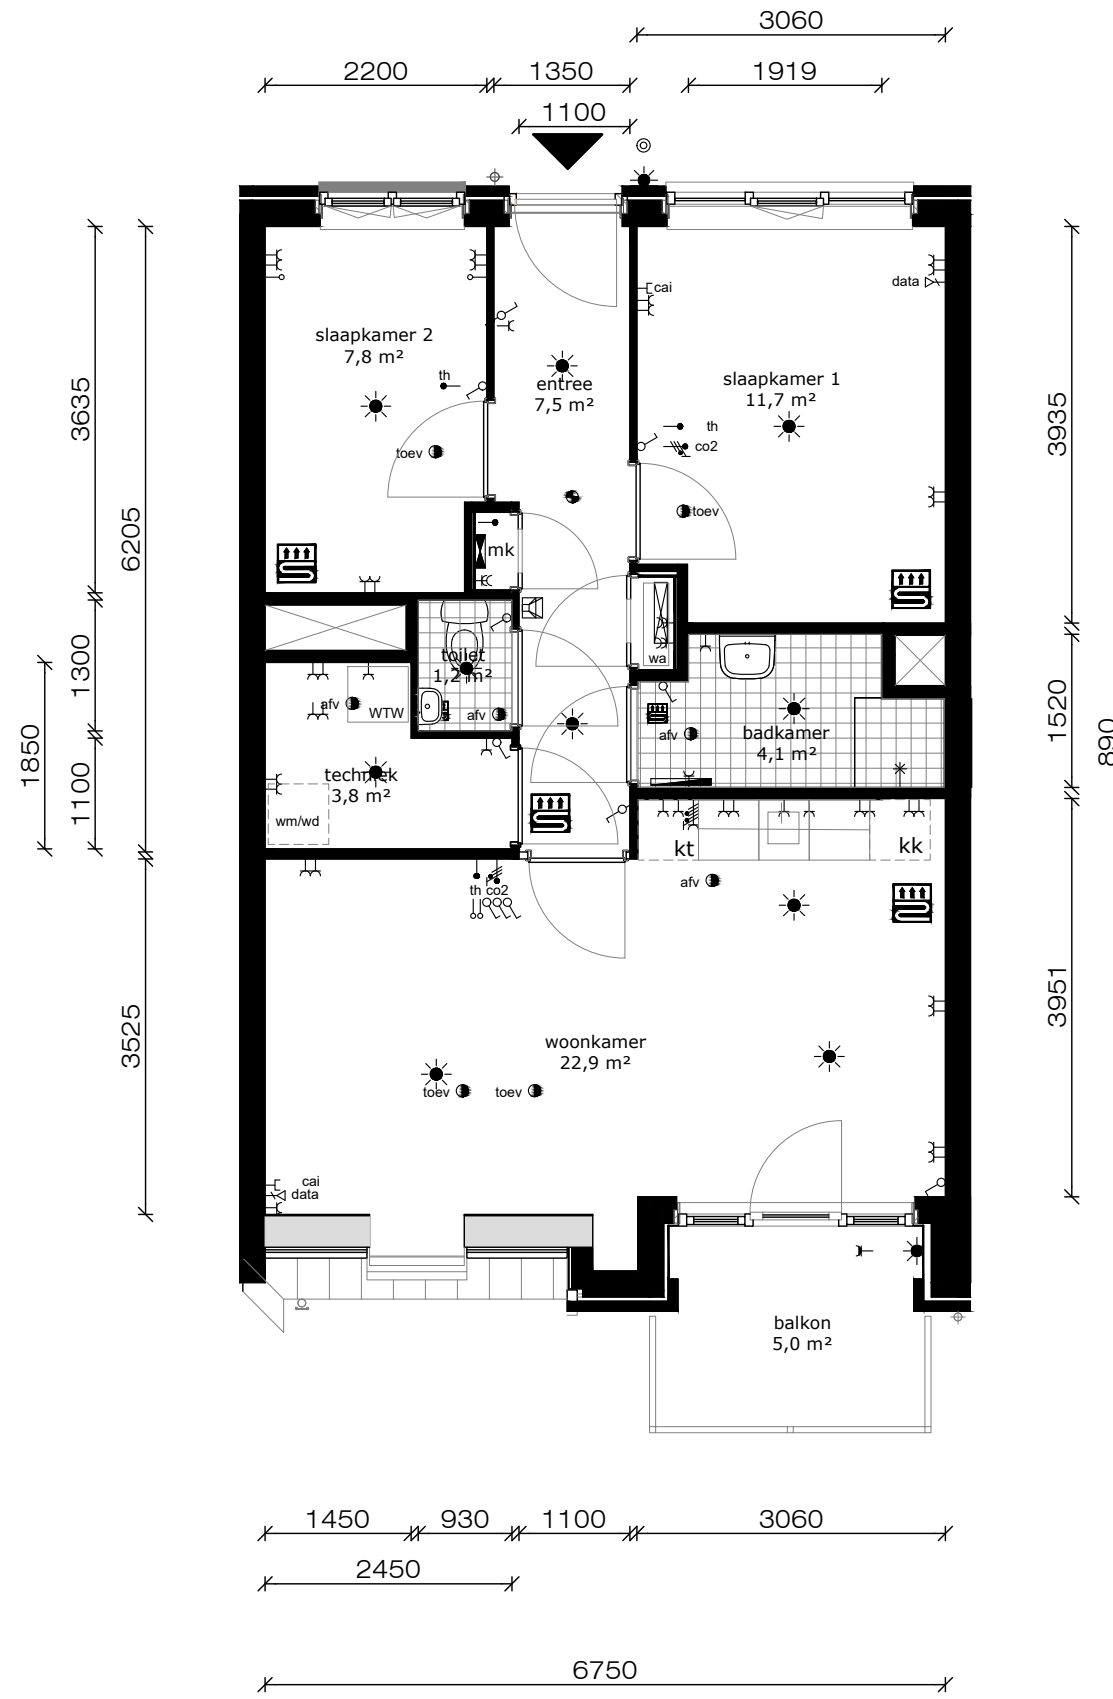 3060
2200
1350
1919
1100
cai
data
slaapkamer 2
7,8 m²
th
entree
7,5 m²
slaapkamer 1
11,7 m²
th
co2
toev
toev
3635
3935
6205
mk
toilet
1,2 m²
wa
1300
1850
1100
1520
890
afv
WTW
afv
afv
badkamer
4,1 m²
techniek
3,8 m²
wm/wd
kt
kk
th co2
afv
3525
3951
woonkamer
22,9 m²
toev
toev
cai
data
balkon
5,0 m²
1450
930
1100
3060
2450
6750